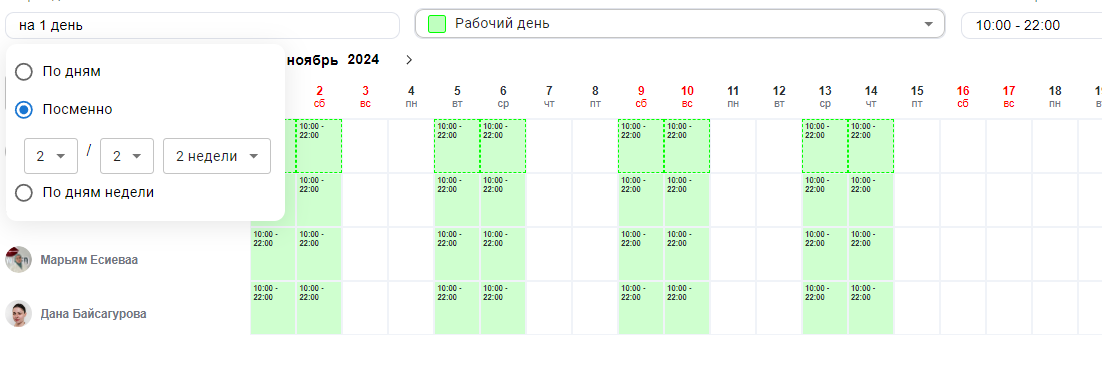 на 1 день
Рабочий день
10:00 - 22:00
По дням
Посменно
2 / 2 2 недели
По дням недели
ноябрь 2024
2 3 4 5 6 7 8 9 10 11 12 13 14 15 16 17 18
сб вс пн вт ср чт пт сб вс пн вт ср чт пт сб вс пн
10:00 - 10:00 - 10:00 - 10:00 - 10:00 - 10:00 - 10:00 -
22:00 22:00 22:00 22:00 22:00 22:00 22:00
10:00 - 10:00 - 10:00 - 10:00 - 10:00 - 10:00 - 10:00 -
22:00 22:00 22:00 22:00 22:00 22:00 22:00
Марьям Есиеваа
10:00 - 10:00 - 10:00 - 10:00 - 10:00 - 10:00 - 10:00 - 10:00 -
22:00 22:00 22:00 22:00 22:00 22:00 22:00 22:00
Дана Байсагурова
10:00 - 10:00 - 10:00 - 10:00 - 10:00 - 10:00 - 10:00 - 10:00 -
22:00 22:00 22:00 22:00 22:00 22:00 22:00 22:00